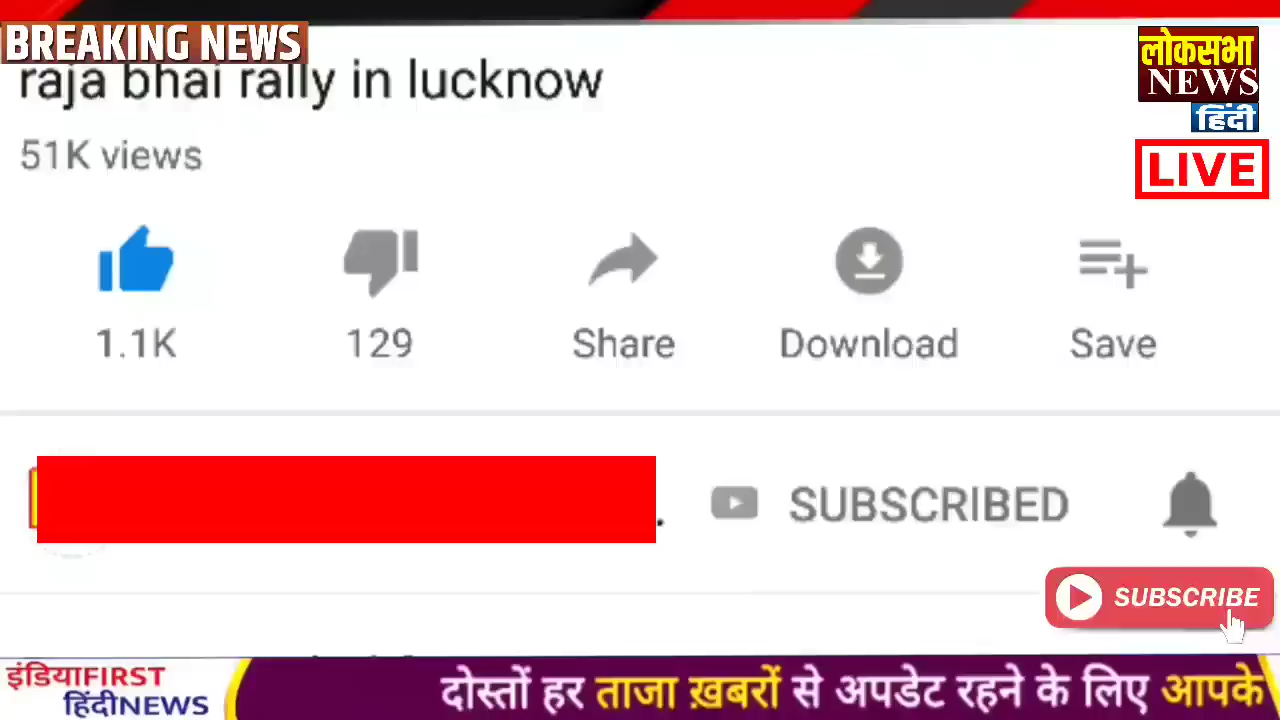 BREAKING NEWS
raja bhai rally in lucknow
51K views
लोकसभा
NEWS
हिंदी
LIVE
1.1K 129 Share Download Save
SUBSCRIBED
SUBSCRIBE
इंडियाFIRST
हिंदीNEWS
दोस्तों हर ताजा ख़बरों से अपडेट रहने के लिए आपके